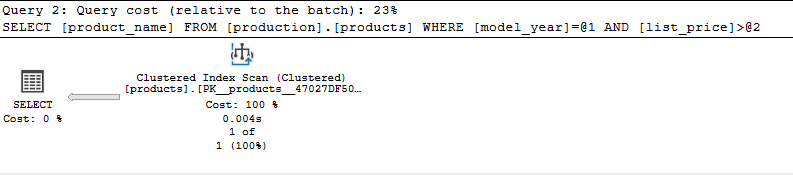 Query 2: Query cost (relative to the batch): 23%
SELECT [product_name] FROM [production].[products] WHERE [model_year]=@1 AND [list_price]>@2
SELECT
Cost: 0 %
Clustered Index Scan (Clustered)
[products].[PK__products__47027DF50…
Cost: 100 %
0.004s
1 of
1 (100%)